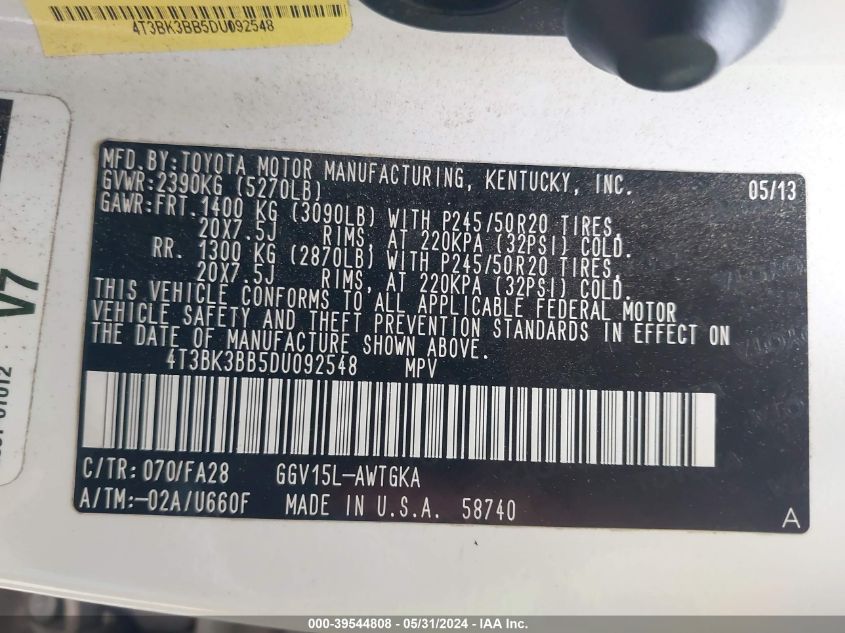 4T3BK3BB5DU092548
MFD.BY:TOYOTA MOTOR MANUFACTURING, KENTUCKY, INC. 05/13
GVWR:2390KG (5270LB)
GAWR:FRT. 1400 KG (3090LB) WITH P245/50R20 TIRES,
20X7.5J RIMS, AT 220KPA (32PSI) COLD.
RR. 1300 KG (2870LB) WITH P245/50R20 TIRES,
20X7.5J RIMS, AT 220KPA (32PSI) COLD.
THIS VEHICLE CONFORMS TO ALL APPLICABLE FEDERAL MOTOR
VEHICLE SAFETY AND THEFT PREVENTION STANDARDS IN EFFECT ON
THE DATE OF MANUFACTURE SHOWN ABOVE.
4T3BK3BB5DU092548 MPV
C/TR:070/FA28 GGV15L-AWTGKA
A/TM:-02A/U660F MADE IN U.S.A. 58740 A
V7
000-39544808 - 05/31/2024 - IAA Inc.